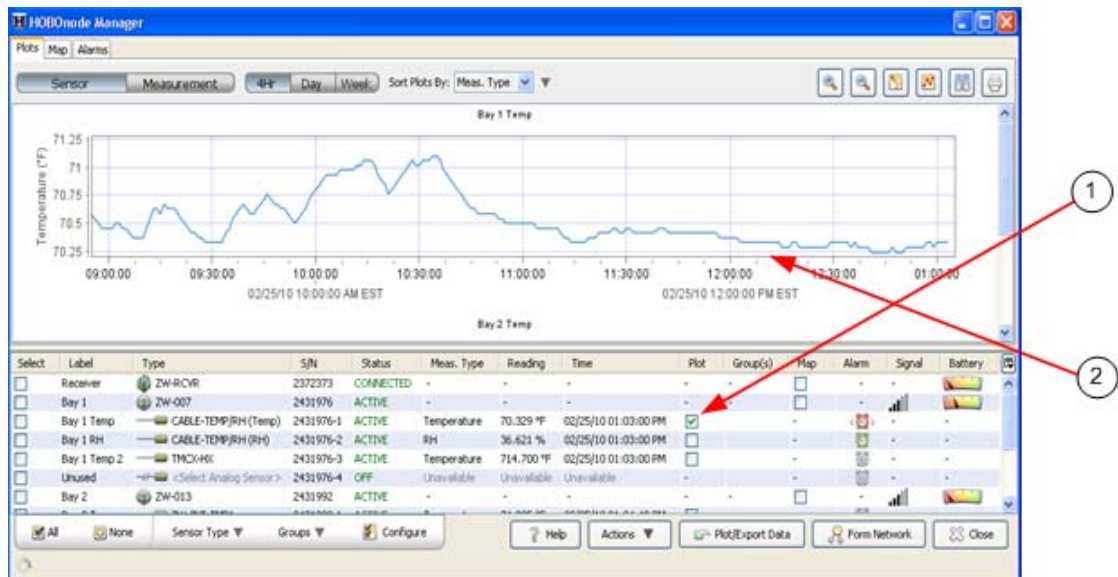 HOBOnode Manager
Plots Map Alarms
Sensor Measurement 4Hr Day Week Sort Plots By: Meas. Type
Bay 1 Temp
Temperature (°F)
71.25
71
70.75
70.5
70.25
09:00:00 09:30:00 10:00:00 10:30:00 11:00:00 11:30:00 12:00:00 12:30:00 01:00:00
02/25/10 10:00:00 AM EST 02/25/10 12:00:00 PM EST
Bay 2 Temp
1
2
Select Label Type S/N Status Meas. Type Reading Time Plot Group(s) Map Alarm Signal Battery
Receiver ZW-RCVR 2372373 CONNECTED - - - - - - - -
Bay 1 ZW-007 2431976 ACTIVE - - - - - -
Bay 1 Temp CABLE-TEMP/RH (Temp) 2431976-1 ACTIVE Temperature 70.329 °F 02/25/10 01:03:00 PM - - -
Bay 1 RH CABLE-TEMP/RH (RH) 2431976-2 ACTIVE RH 36.621 % 02/25/10 01:03:00 PM - - -
Bay 1 Temp 2 TMCX-HX 2431976-3 ACTIVE Temperature 714.700 °F 02/25/10 01:03:00 PM - - -
Unused <Select Analog Sensor> 2431976-4 OFF Unavailable Unavailable Unavailable - - - -
Bay 2 ZW-013 2431992 ACTIVE - - - - - -
All None Sensor Type Groups Configure ? Help Actions Plot/Export Data Form Network Close